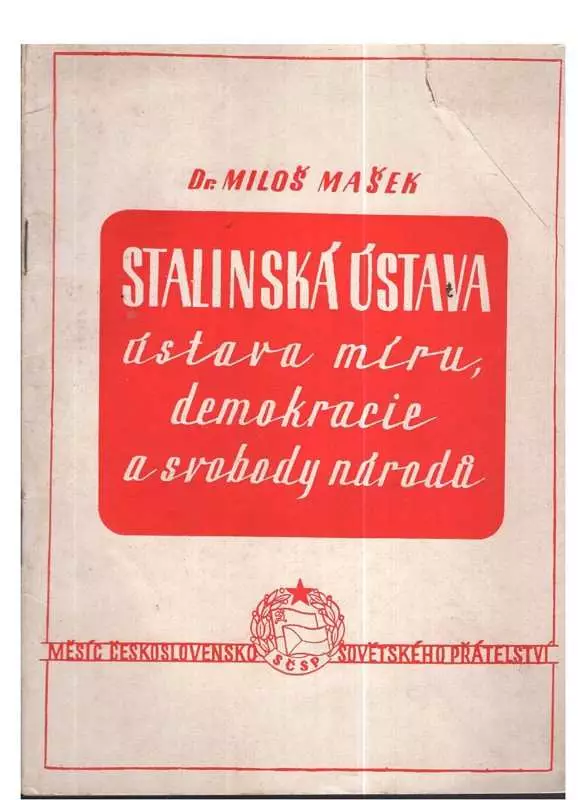 Dr. MILOŠ MAŠEK
STALINSKÁ ÚSTAVA
ústava míru,
demokracie
a svobody národů
SČSP
MĚSÍC ČESKOSLOVENSKO SOVĚTSKÉHO PŘÁTELSTVÍ